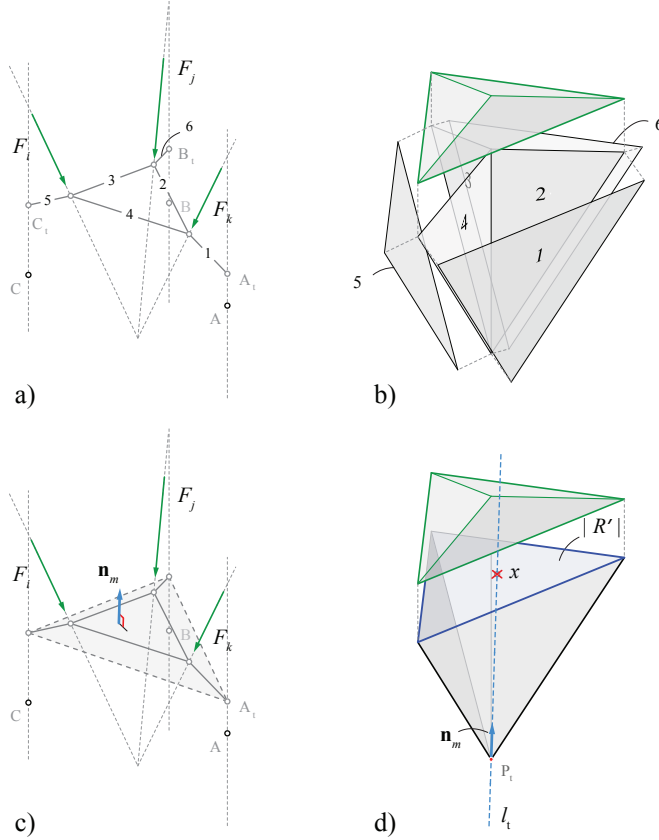 F_j
6
F_i
B_t
3
2
5
B
F_k
C_t
4
1
C
A_t
A
a)
6
3
2
4
1
5
b)
F_j
n_m
F_i
B
F_k
C
A_t
A
c)
| R′ |
x
n_m
P_t
l_t
d)